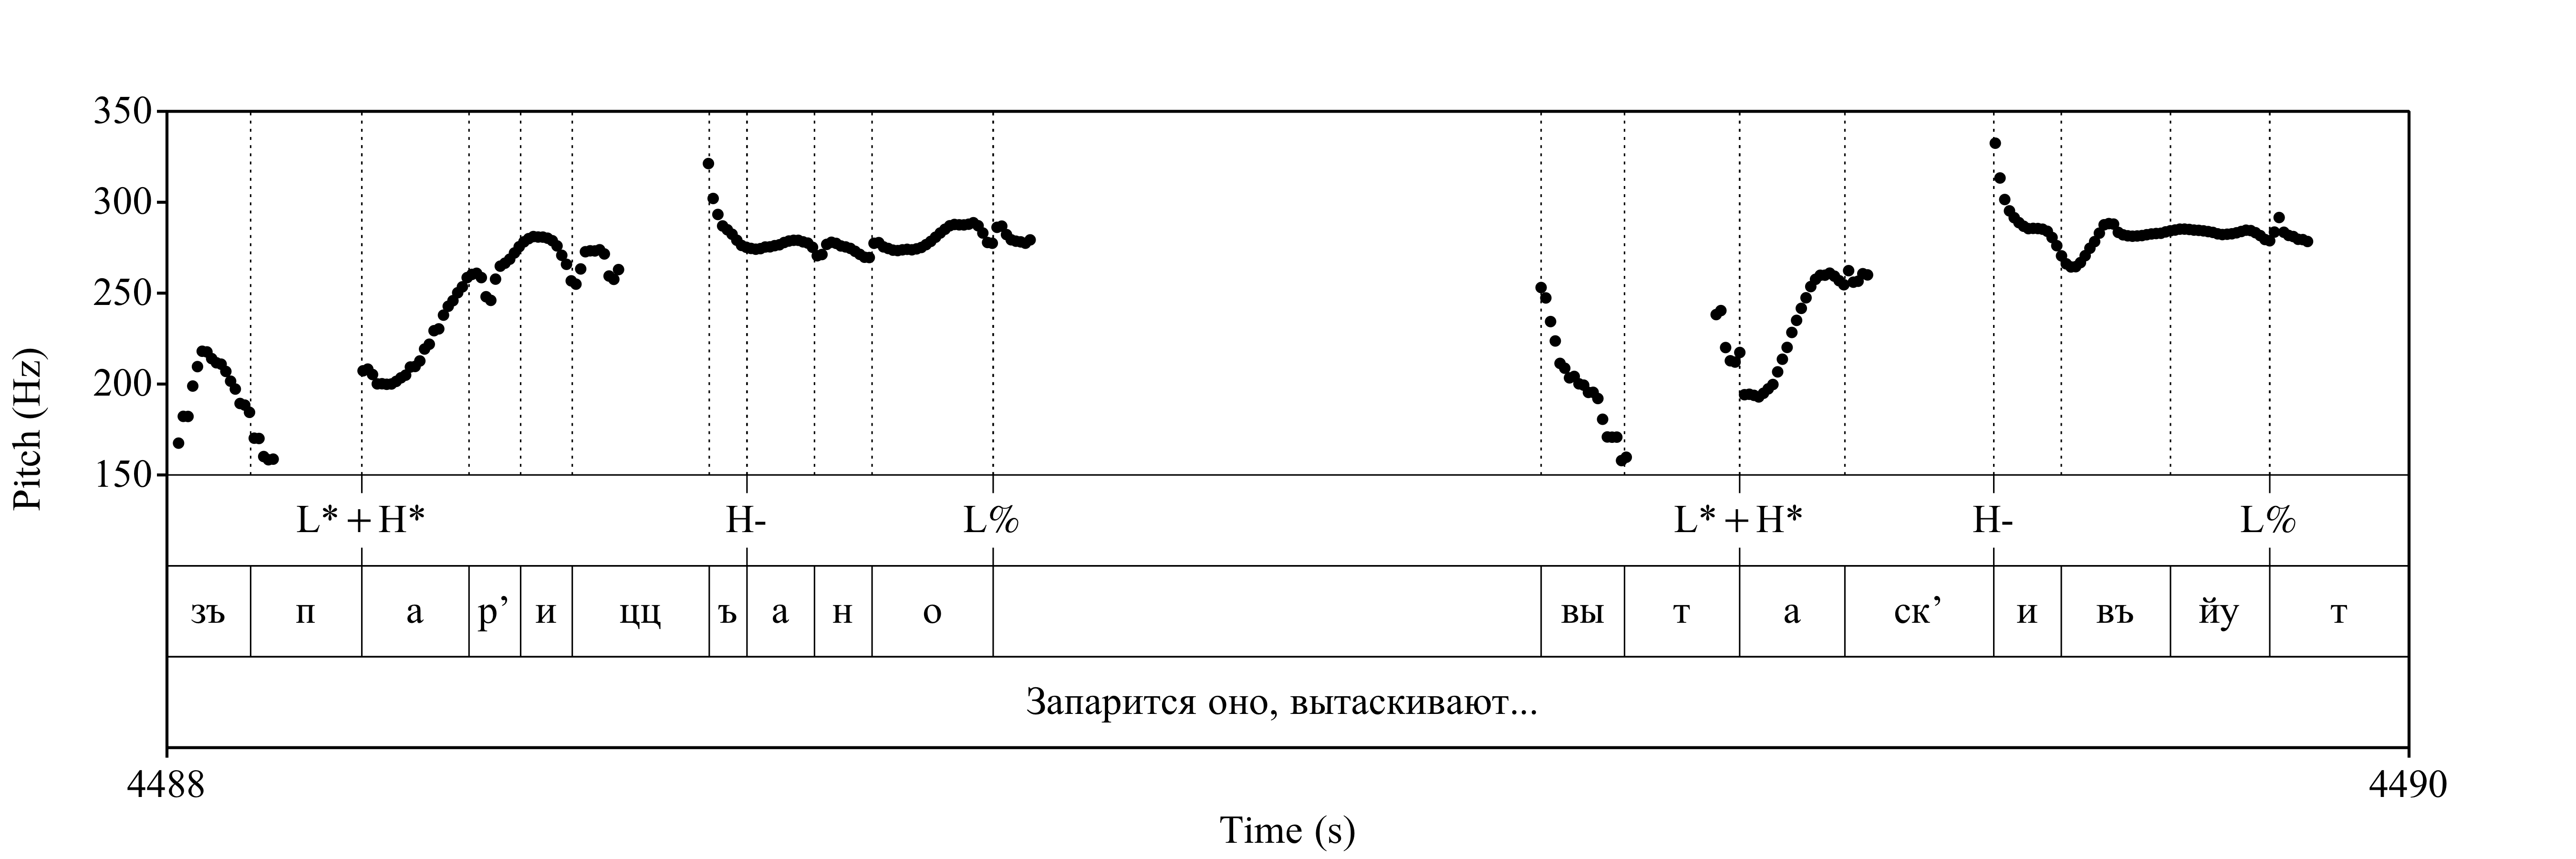 350
300
250
200
150
Pitch (Hz)
L*+H* H- L% L*+H* H- L%
зъ п а р’ и цц ъ а н о вы т а ск’ и въ йу т
Запарится оно, вытаскивают...
4488 4490
Time (s)